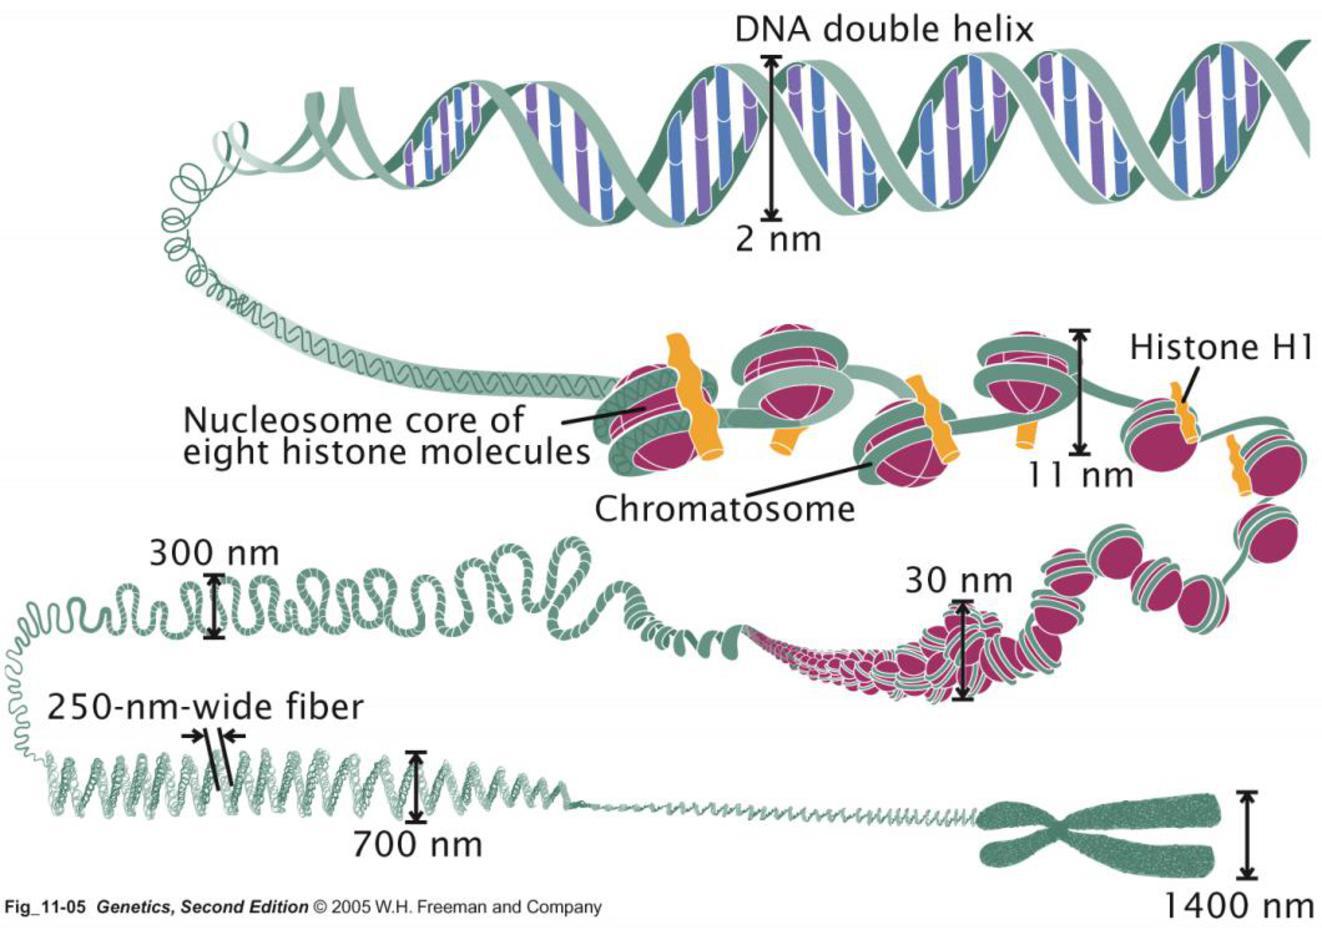 DNA double helix
2 nm
Histone H1
Nucleosome core of
eight histone molecules
11 nm
Chromatosome
300 nm
30 nm
250-nm-wide fiber
700 nm
1400 nm
Fig_11-05 Genetics, Second Edition © 2005 W.H. Freeman and Company